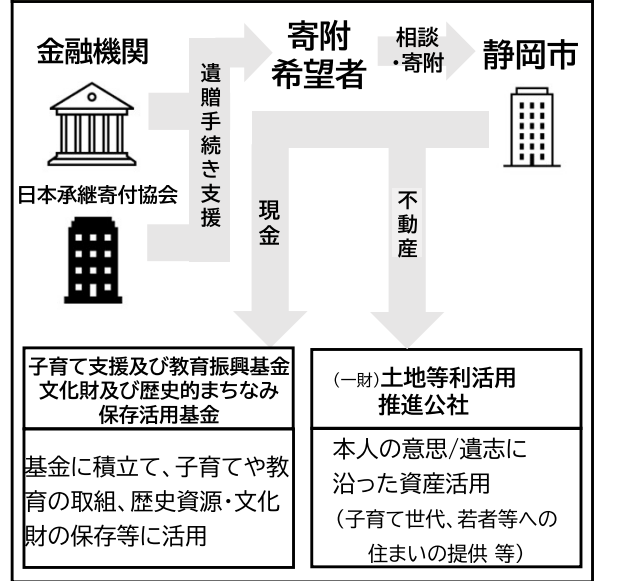 金融機関
日本承継寄付協会
遺贈手続き支援
寄附
希望者
相談
・寄附
静岡市
現金
不動産
子育て支援及び教育振興基金
文化財及び歴史的まちなみ
保存活用基金
基金に積立て、子育てや教
育の取組、歴史資源・文化
財の保存等に活用
(一財)土地等利活用
推進公社
本人の意思/遺志に
沿った資産活用
(子育て世代、若者等への
住まいの提供 等)